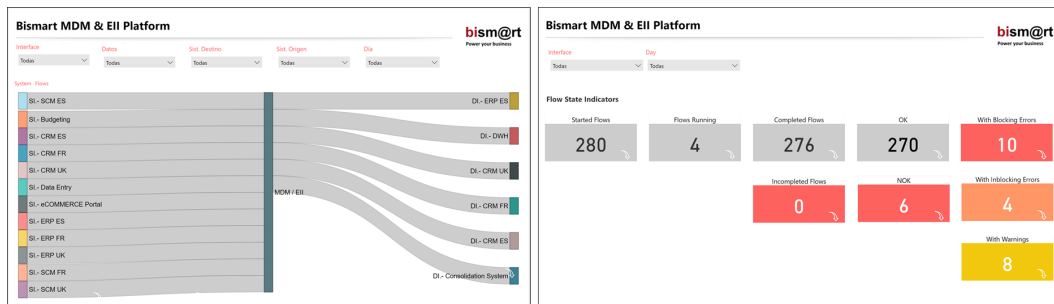 Bismart MDM & EII Platform
bism@rt
Power your business
Interface Datos Sist. Destino Sist. Origen Dia
Todas Todas Todas Todas Todas
System Flows
SI.- SCM ES
SI.- Budgeting
SI.- CRM ES
SI.- CRM FR
SI.- CRM UK
SI.- Data Entry
SI.- eCOMMERCE Portal
SI.- ERP ES
SI.- ERP FR
SI.- ERP UK
SI.- SCM FR
SI.- SCM UK
MDM / EII
DI.- ERP ES
DI.- DWH
DI.- CRM UK
DI.- CRM FR
DI.- CRM ES
DI.- Consolidation System
Bismart MDM & EII Platform
bism@rt
Power your business
Interface Day
Todas Todas
Flow State Indicators
Started Flows Flows Running Completed Flows OK With Blocking Errors
280 4 276 270 10
Incompleted Flows NOK With Inblocking Errors
0 6 4
With Warnings
8